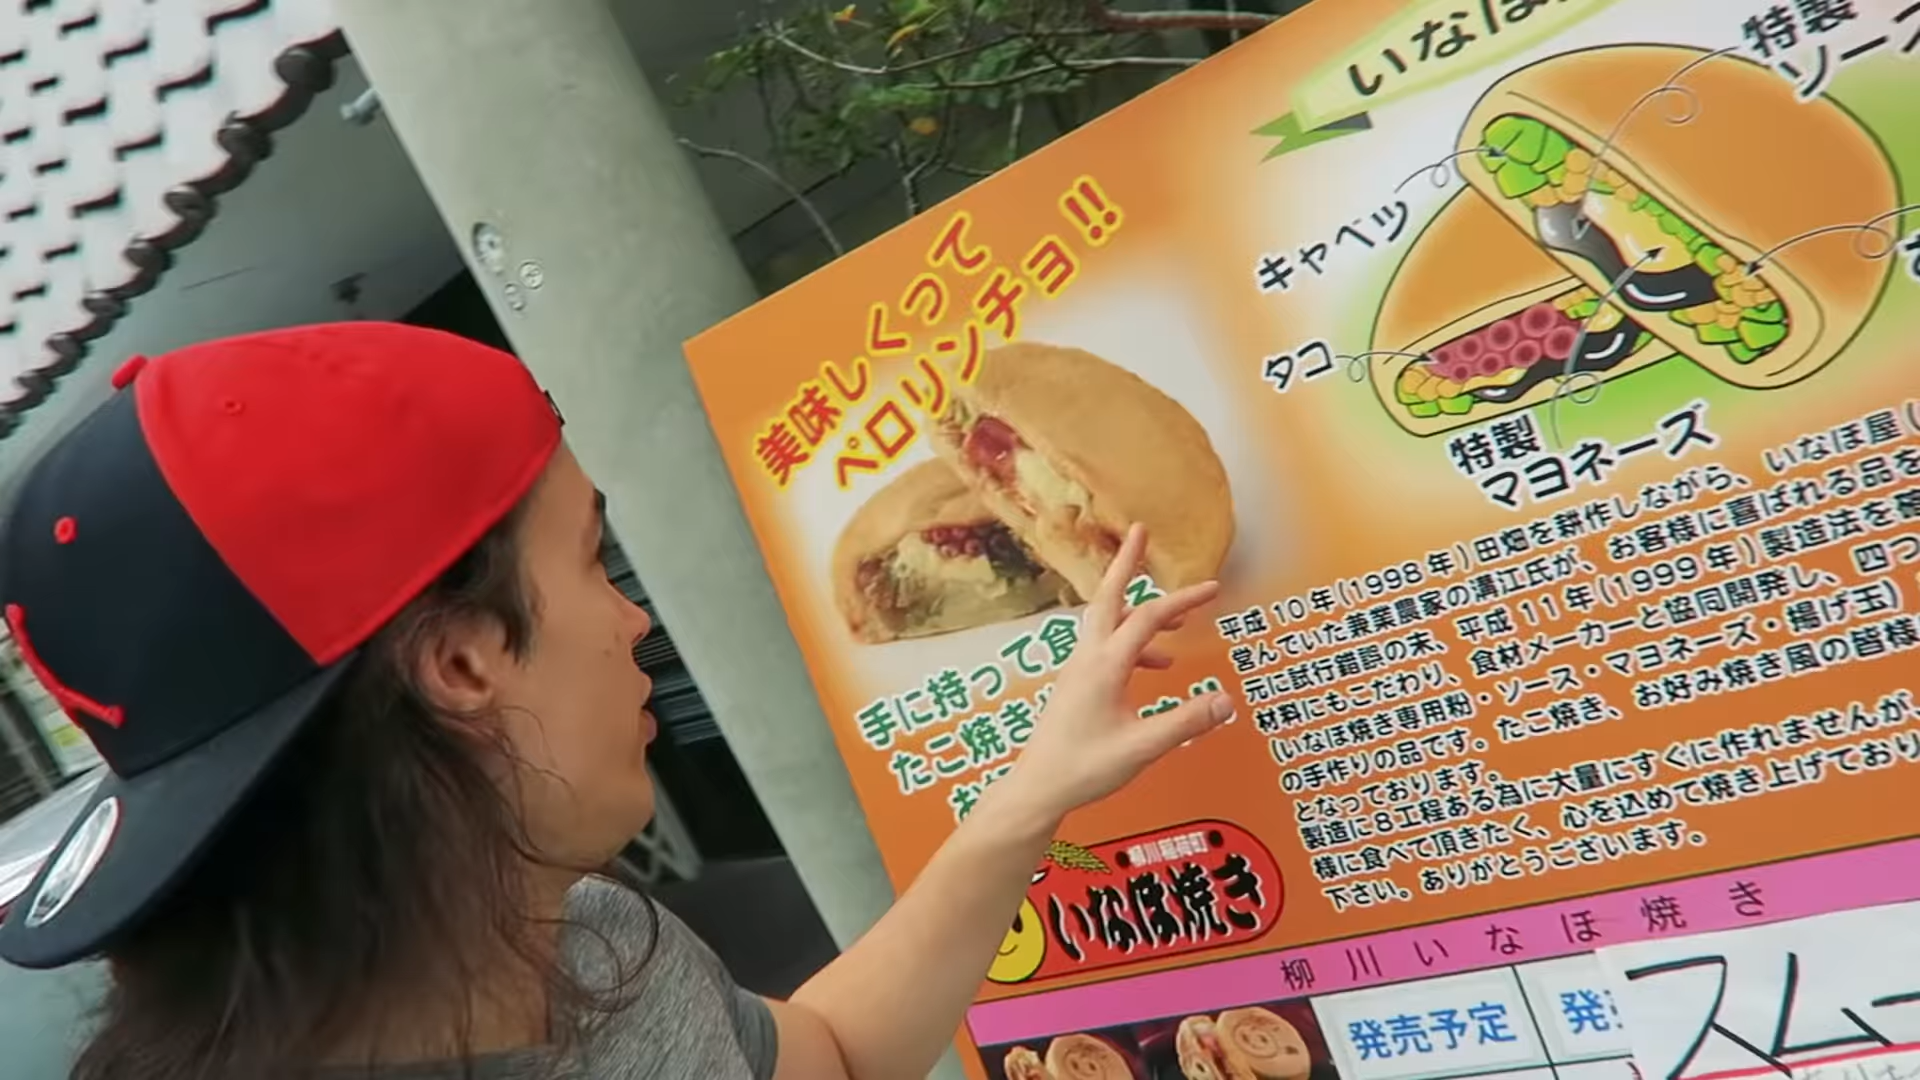 美味しくって
ペロリンチョ!!
手に持って食
たこ焼き
いなほ
特製
ソース
キャベツ
タコ
特製
マヨネーズ
平成10年(1998年)田畑を耕作しながら、いなほ屋(
営んでいた兼業農家の溝江氏が、お客様に喜ばれる品を
元に試行錯誤の末、平成11年(1999年)製造法を確
材料にもこだわり、食材メーカーと協同開発し、四つ
(いなほ焼き専用粉・ソース・マヨネーズ・揚げ玉)
の手作りの品です。たこ焼き、お好み焼き風の皆様
となっております。
製造に8工程ある為に大量にすぐに作れませんが、
様に食べて頂きたく、心を込めて焼き上げており
下さい。ありがとうございます。
柳川稲荷町
いなほ焼き
柳川いなほ焼き
発売予定
発
スムー